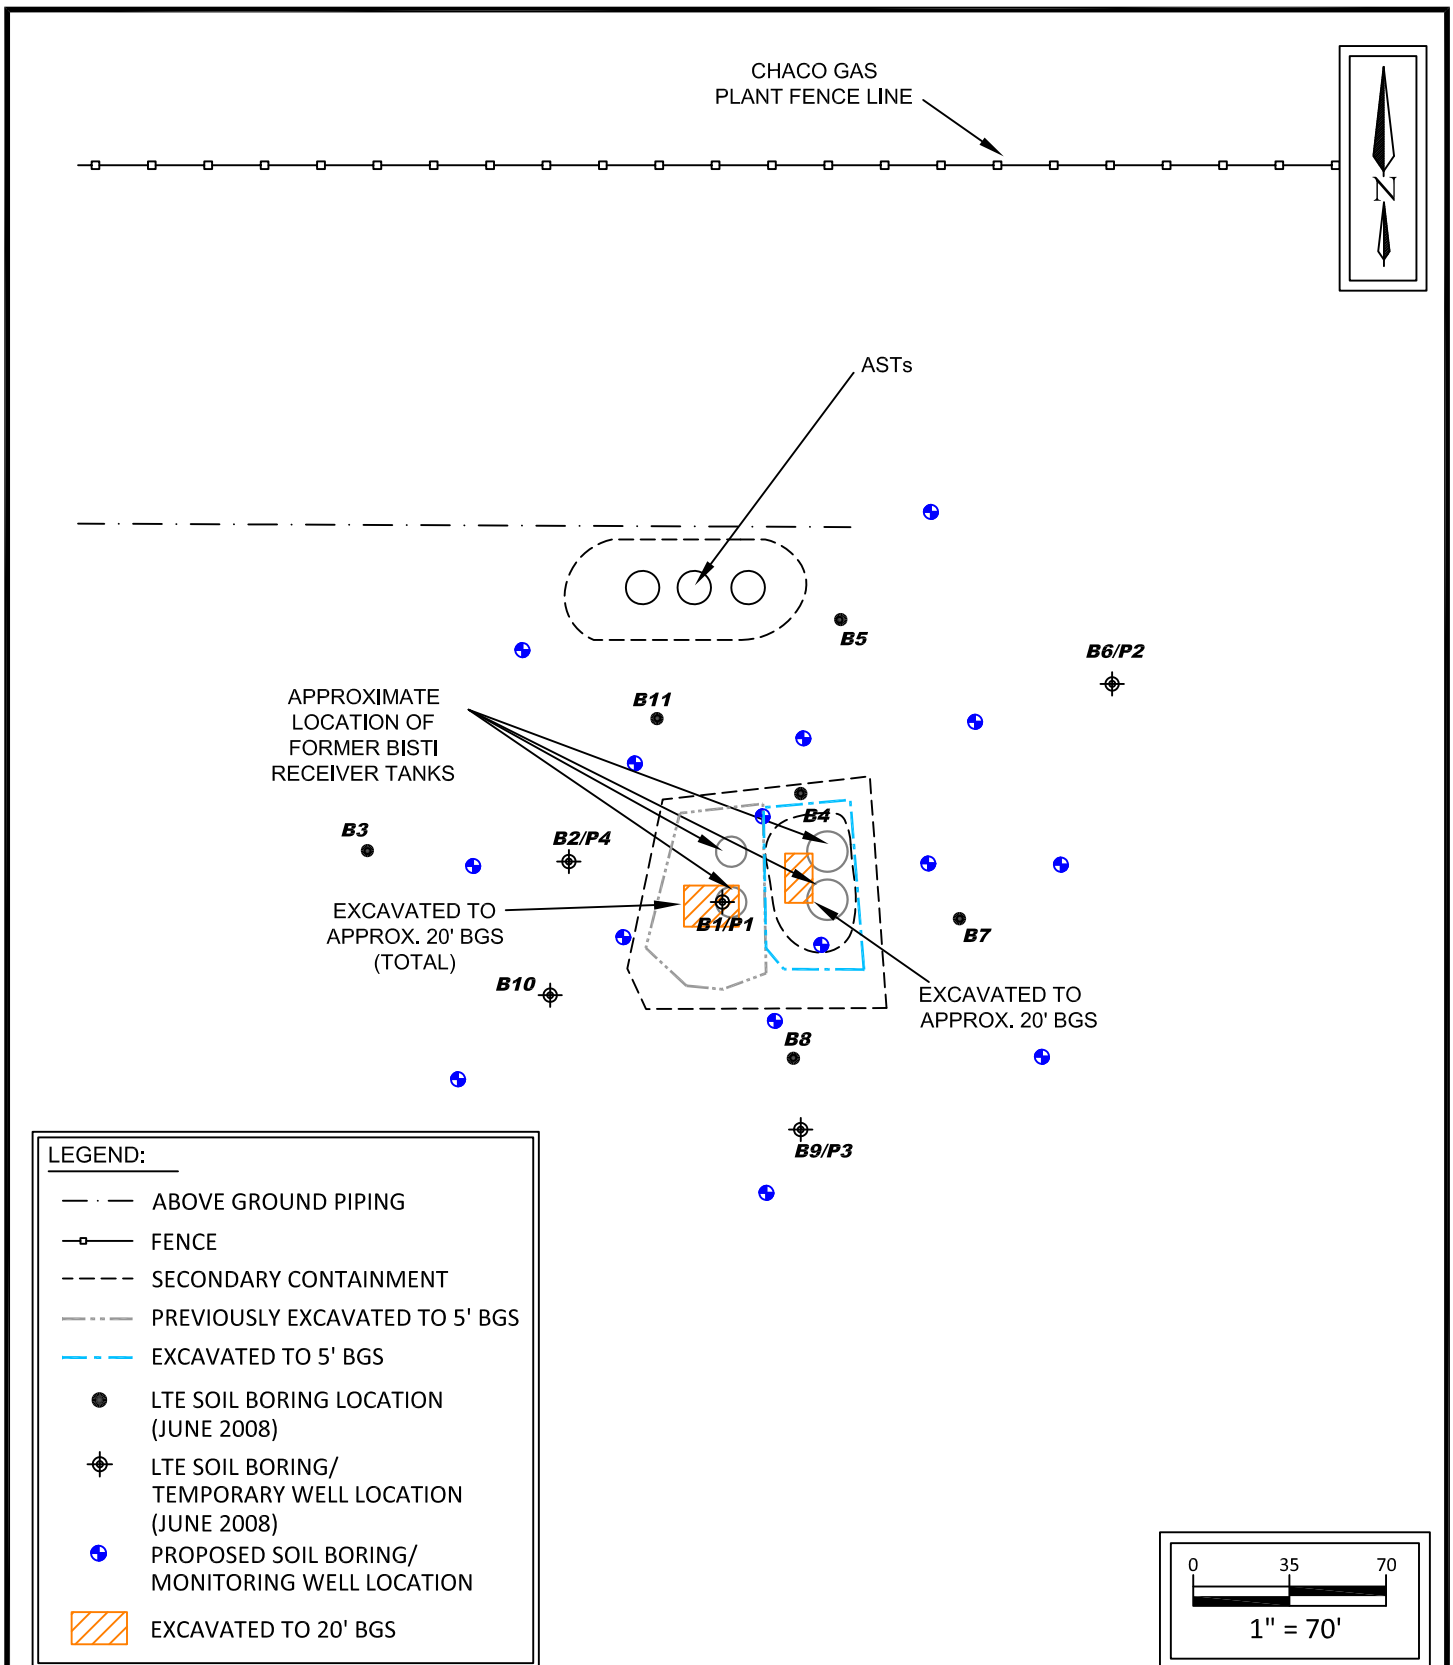 CHACO GAS
PLANT FENCE LINE
N
ASTs
B5
B6/P2
B11
APPROXIMATE
LOCATION OF
FORMER BISTI
RECEIVER TANKS
B4
B3
B2/P4
EXCAVATED TO
APPROX. 20' BGS
(TOTAL)
B1/P1
B7
B10
EXCAVATED TO
APPROX. 20' BGS
B8
B9/P3
LEGEND:
ABOVE GROUND PIPING
FENCE
SECONDARY CONTAINMENT
PREVIOUSLY EXCAVATED TO 5' BGS
EXCAVATED TO 5' BGS
LTE SOIL BORING LOCATION
(JUNE 2008)
LTE SOIL BORING/
TEMPORARY WELL LOCATION
(JUNE 2008)
PROPOSED SOIL BORING/
MONITORING WELL LOCATION
EXCAVATED TO 20' BGS
0 35 70
1" = 70'